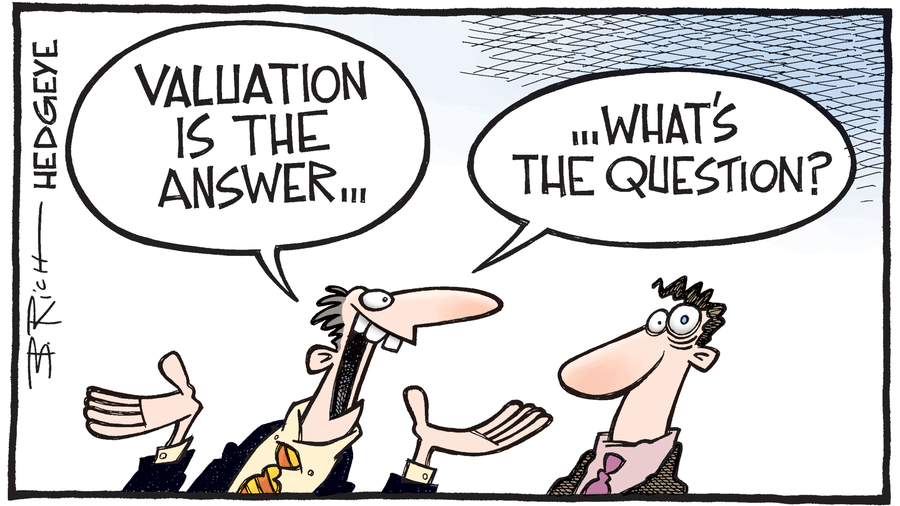 VALUATION
IS THE
ANSWER...
...WHAT'S
THE QUESTION?
B. RICH — HEDGEYE